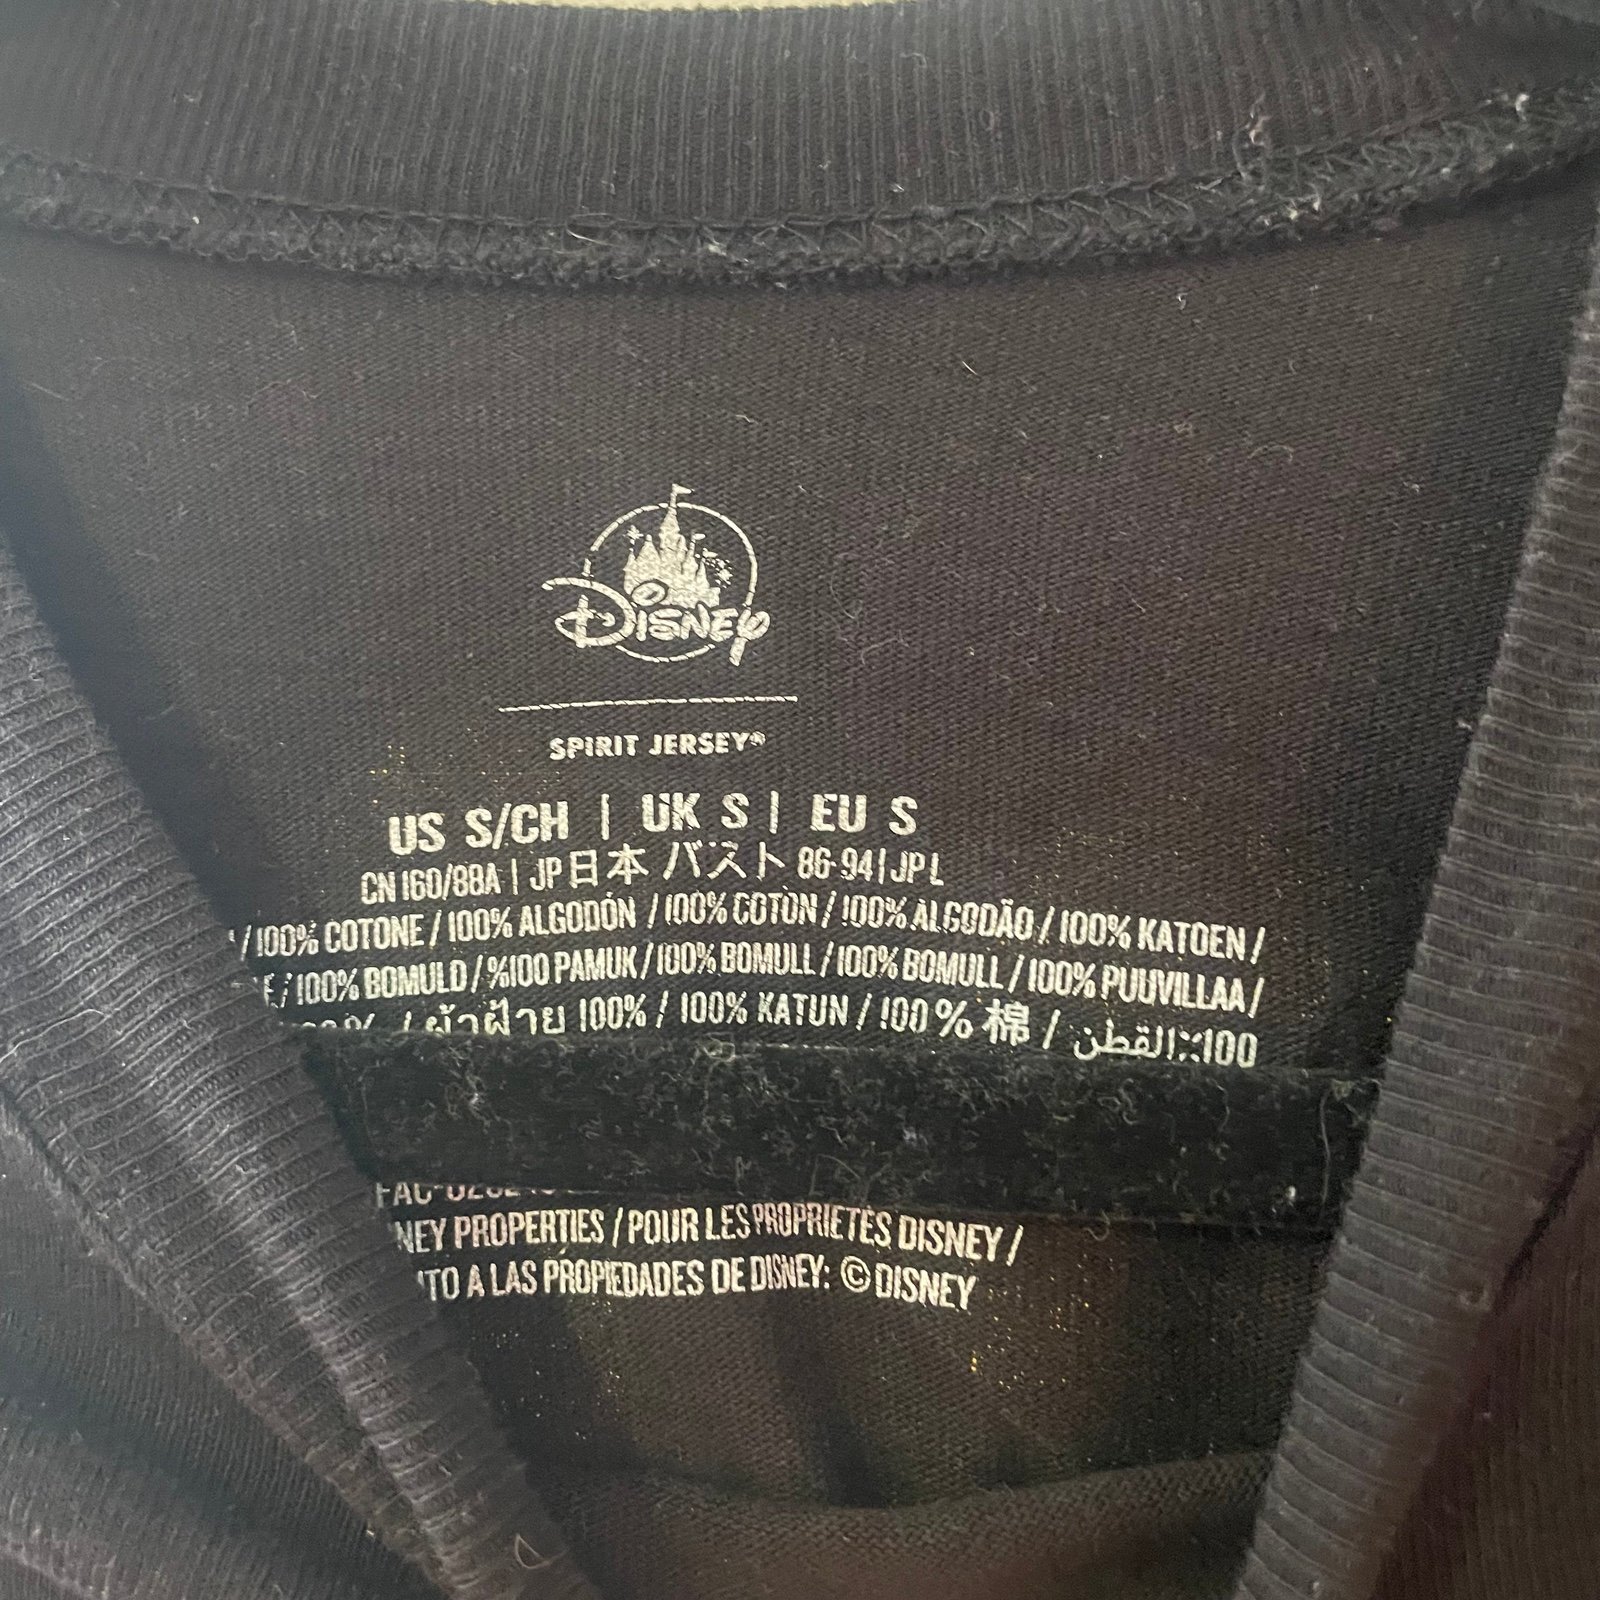 Disney
SPIRIT JERSEY®
US S/CH | UK S | EU S
CN 160/88A | JP日本 バスト 86-94 | JP L
/ 100% COTONE / 100% ALGODÓN / 100% COTON / 100% ALGODÃO / 100% KATOEN /
/ 100% BOMULD / %100 PAMUK / 100% BOMULL / 100% BOMULL / 100% PUUVILLAA /
/ ผ้าฝ้าย 100% / 100% KATUN / 100% 棉 / القطن٪100
PROPERTIES / POUR LES PROPRIETÉS DISNEY /
A LAS PROPIEDADES DE DISNEY: © DISNEY